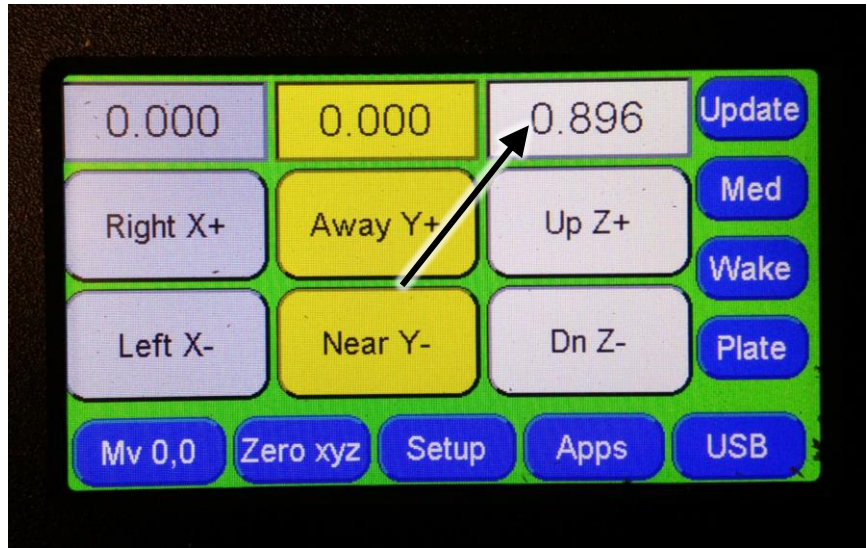 0.000 0.000 0.896 Update
Right X+ Away Y+ Up Z+ Med
Wake
Left X- Near Y- Dn Z- Plate
Mv 0,0 Zero xyz Setup Apps USB